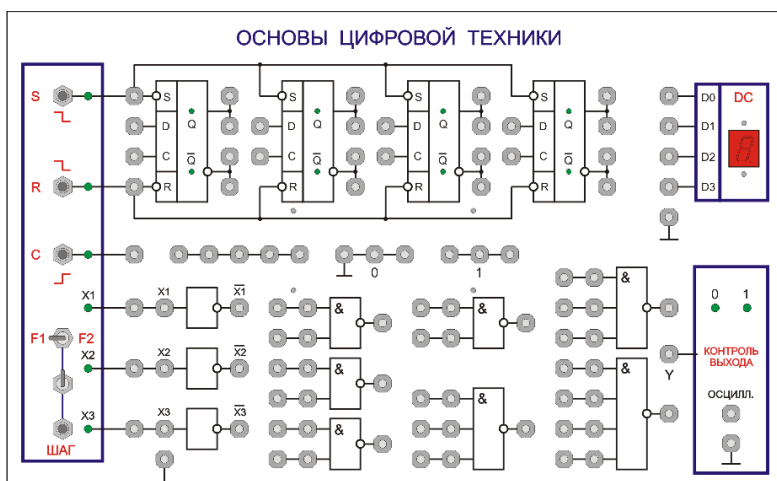 ОСНОВЫ ЦИФРОВОЙ ТЕХНИКИ
S
S
S
S
S
D0
DC
D
Q
D
Q
D
Q
D
Q
D1
C
Q
C
Q
C
Q
C
Q
D2
R
R
R
R
R
D3
C
0
1
X1
X1
X1
&
&
&
0
1
F1
F2
X2
X2
X2
&
&
Y
КОНТРОЛЬ
ВЫХОДА
X3
X3
X3
&
&
ОСЦИЛЛ.
ШАГ